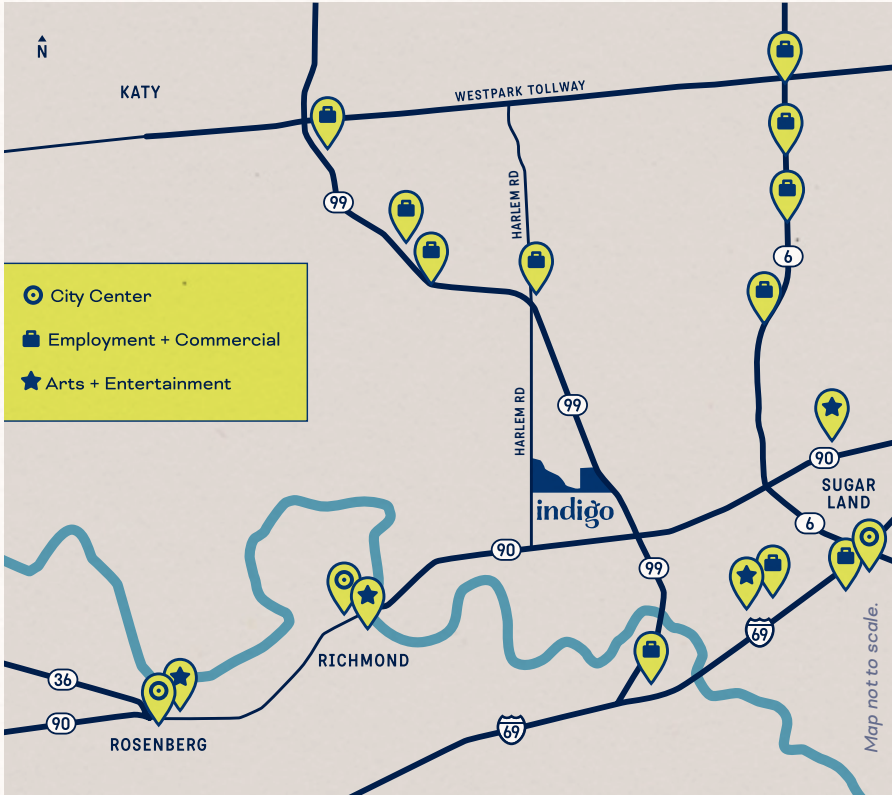 N
KATY
WESTPARK TOLLWAY
HARLEM RD
99
6
City Center
Employment + Commercial
Arts + Entertainment
HARLEM RD
99
90
SUGAR
LAND
indigo
6
90
99
RICHMOND
69
36
90
ROSENBERG
69
Map not to scale.